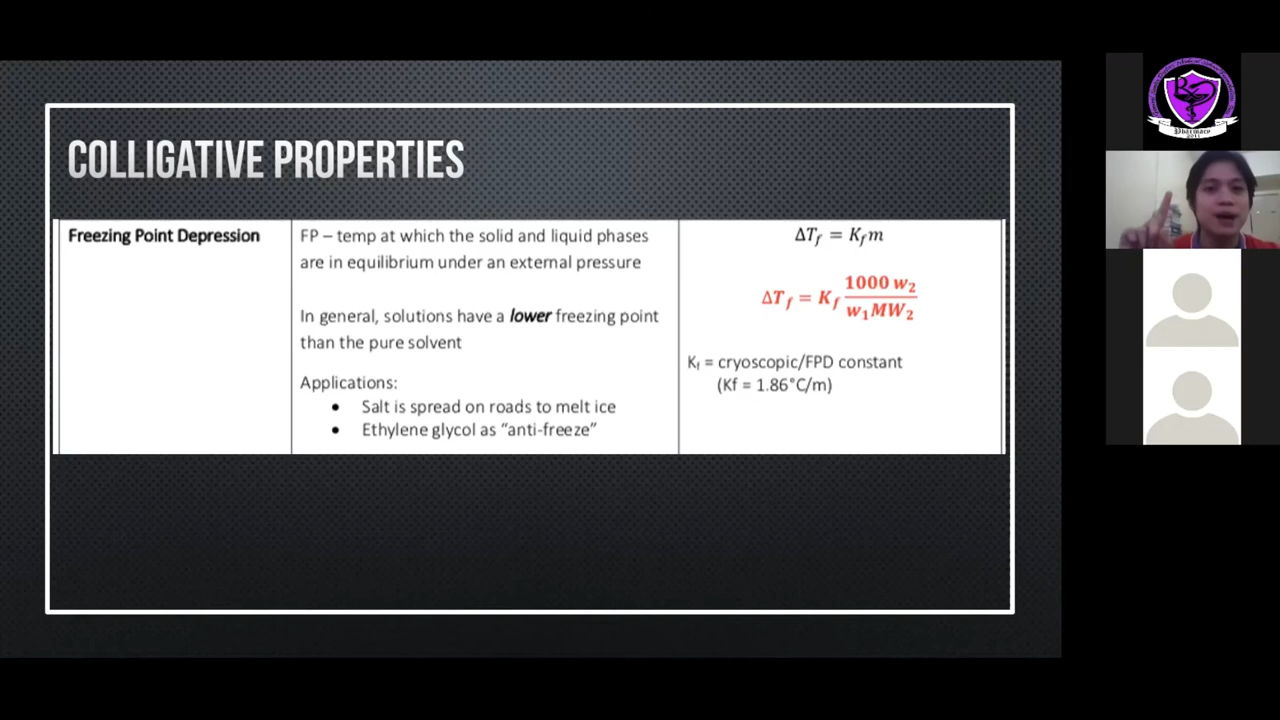 COLLIGATIVE PROPERTIES
Freezing Point Depression
FP – temp at which the solid and liquid phases
are in equilibrium under an external pressure
In general, solutions have a lower freezing point
than the pure solvent
Applications:
• Salt is spread on roads to melt ice
• Ethylene glycol as “anti-freeze”
ΔT_f = K_f m
ΔT_f = K_f 1000 w₂ / w₁MW₂
K_f = cryoscopic/FPD constant
(Kf = 1.86°C/m)
Pharmacy